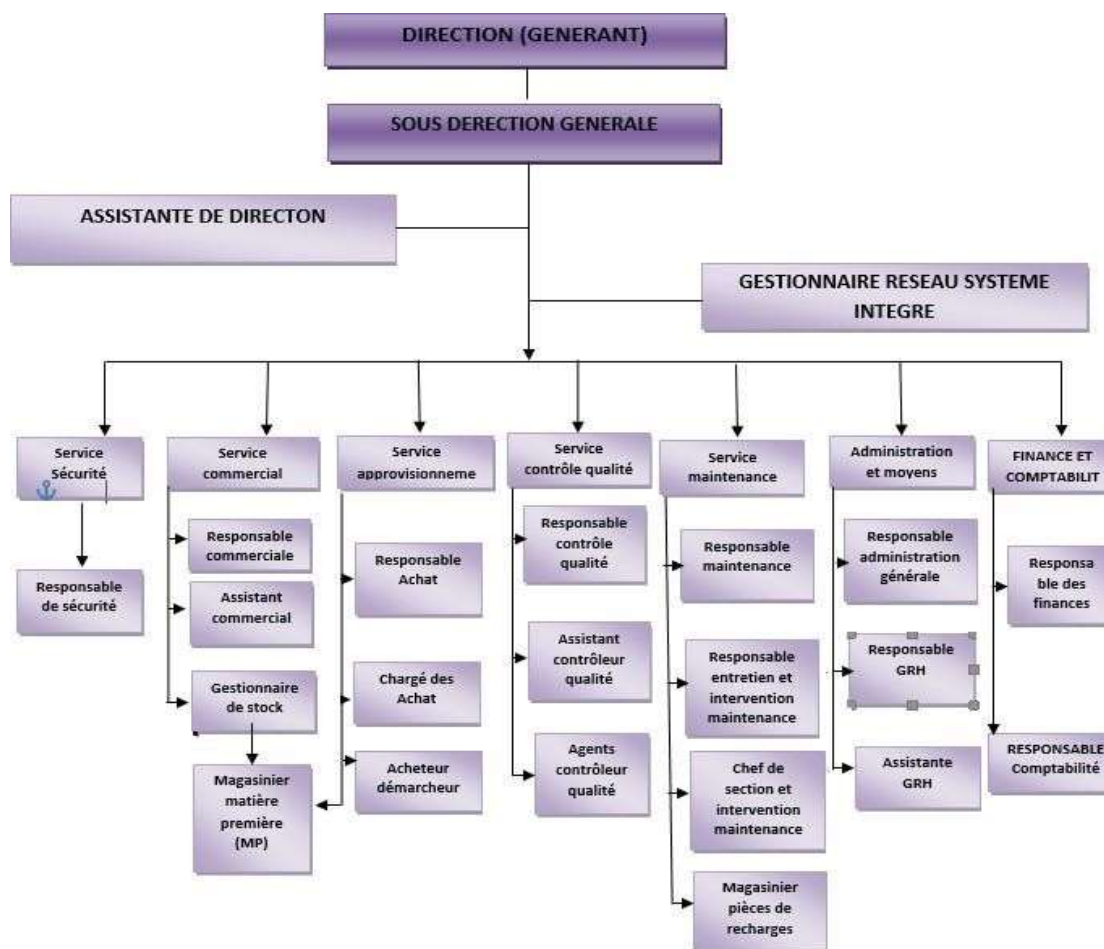 DIRECTION (GENERANT)
SOUS DERECTION GENERALE
ASSISTANTE DE DIRECTON
GESTIONNAIRE RESEAU SYSTEME
INTÈGRE
Service
Sécurité
Responsable
de sécurité
Service
commercial
Responsable
commerciale
Assistant
commercial
Gestionnaire
de stock
Magasinier
matière
première
(MP)
Service
approvisionneme
Responsable
Achat
Chargé des
Achat
Acheteur
démarcheur
Service
contrôle qualité
Responsable
contrôle
qualité
Assistant
contrôleur
qualité
Agents
contrôleur
qualité
Service
maintenance
Responsable
maintenance
Responsable
entretien et
intervention
maintenance
Chef de
section et
intervention
maintenance
Magasinier
pièces de
recharges
Administration
et moyens
Responsable
administration
générale
Responsable
GRH
Assistante
GRH
FINANCE ET
COMPTABILIT
Responsa
ble des
finances
RESPONSABLE
Comptabilité